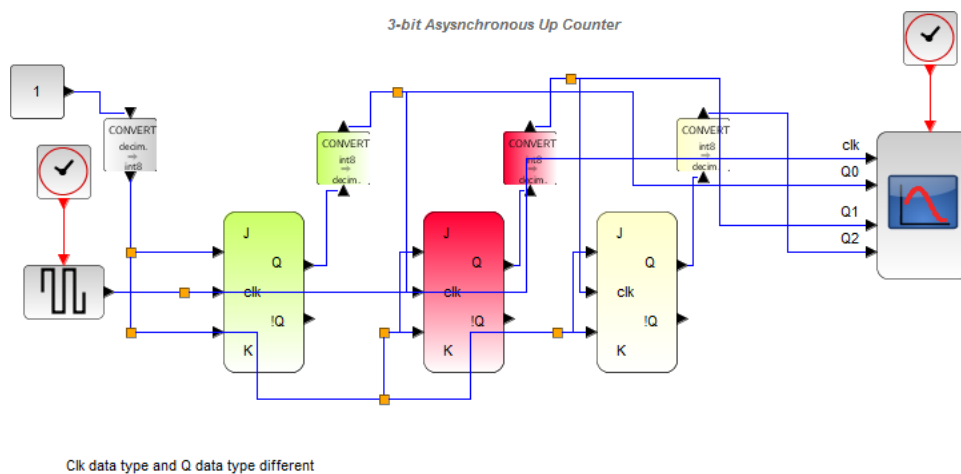 3-bit Asysnchronous Up Counter
1
CONVERT
decim.
int8
CONVERT
int8
decim.
CONVERT
int8
decim.
CONVERT
int8
decim.
clk
Q0
Q1
Q2
J
Q
clk
!Q
K
J
Q
clk
!Q
K
J
Q
clk
!Q
K
Clk data type and Q data type different